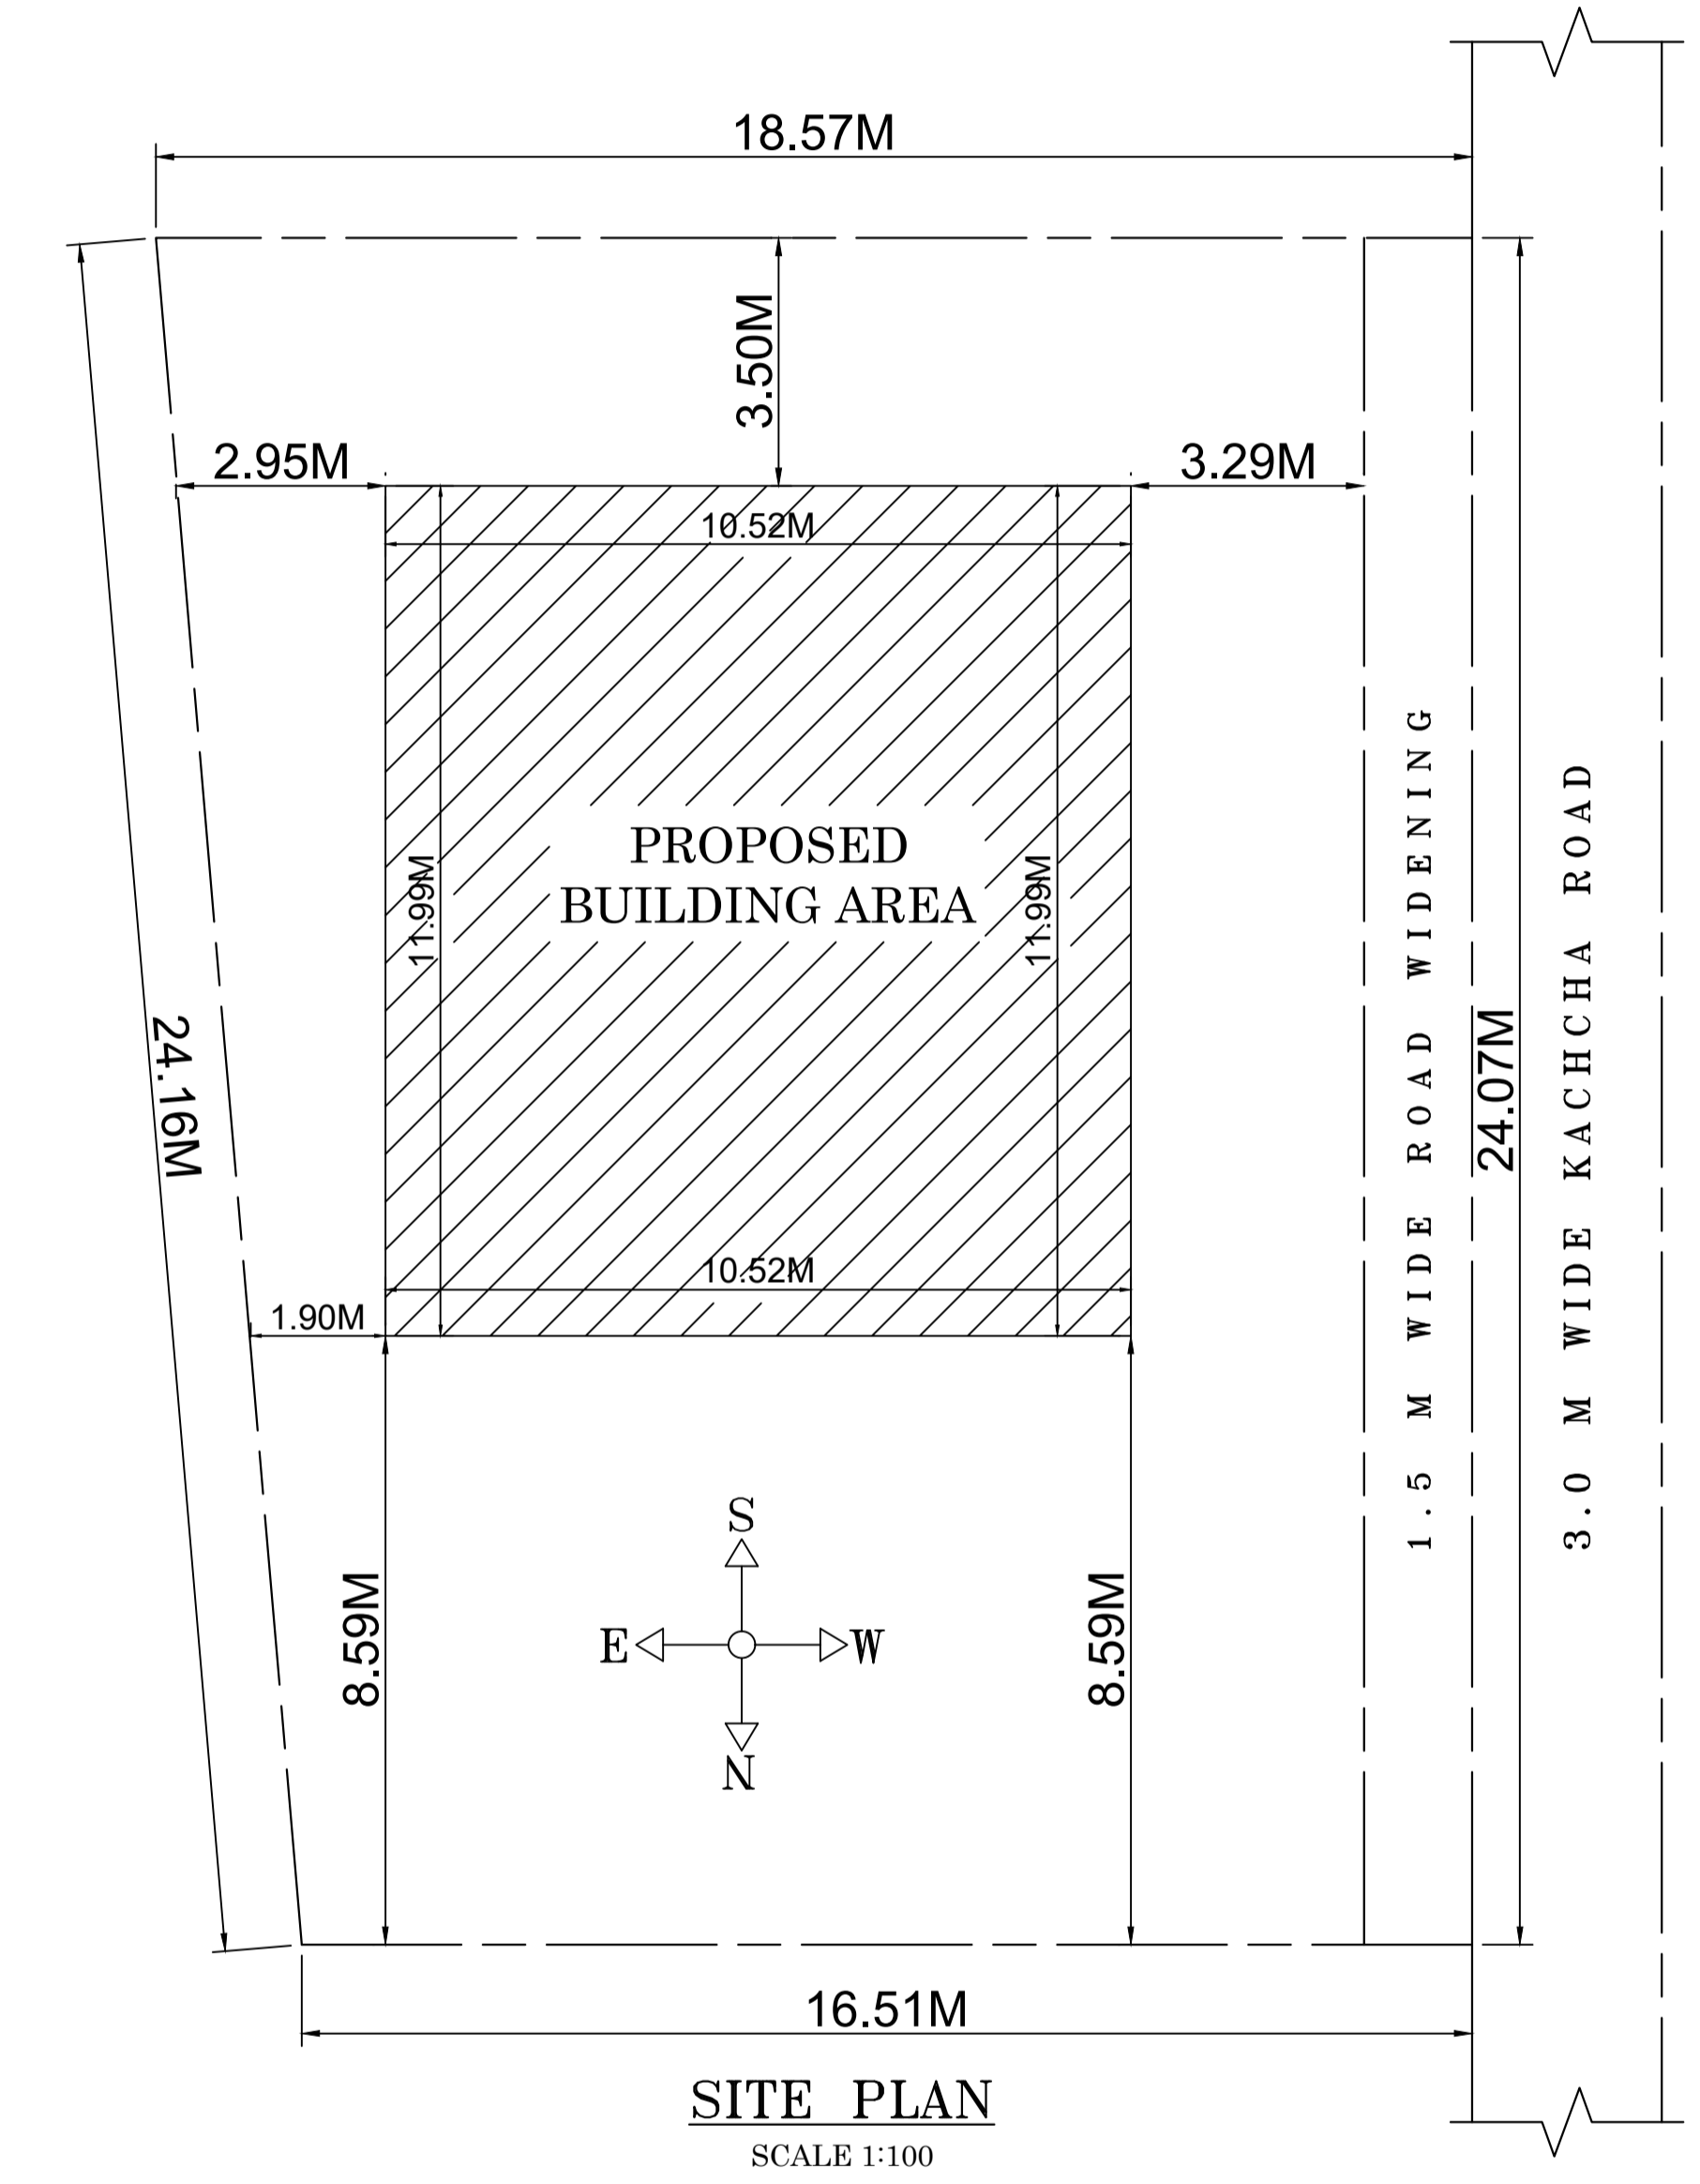 18.57M
3.50M
2.95M
3.29M
10.52M
PROPOSED
BUILDING AREA
11.99M
11.99M
1.5 M WIDE ROAD WIDENING
3.0 M WIDE KACHCHA ROAD
24.16M
24.07M
10.52M
1.90M
S
E
W
N
8.59M
8.59M
16.51M
SITE PLAN
SCALE 1:100